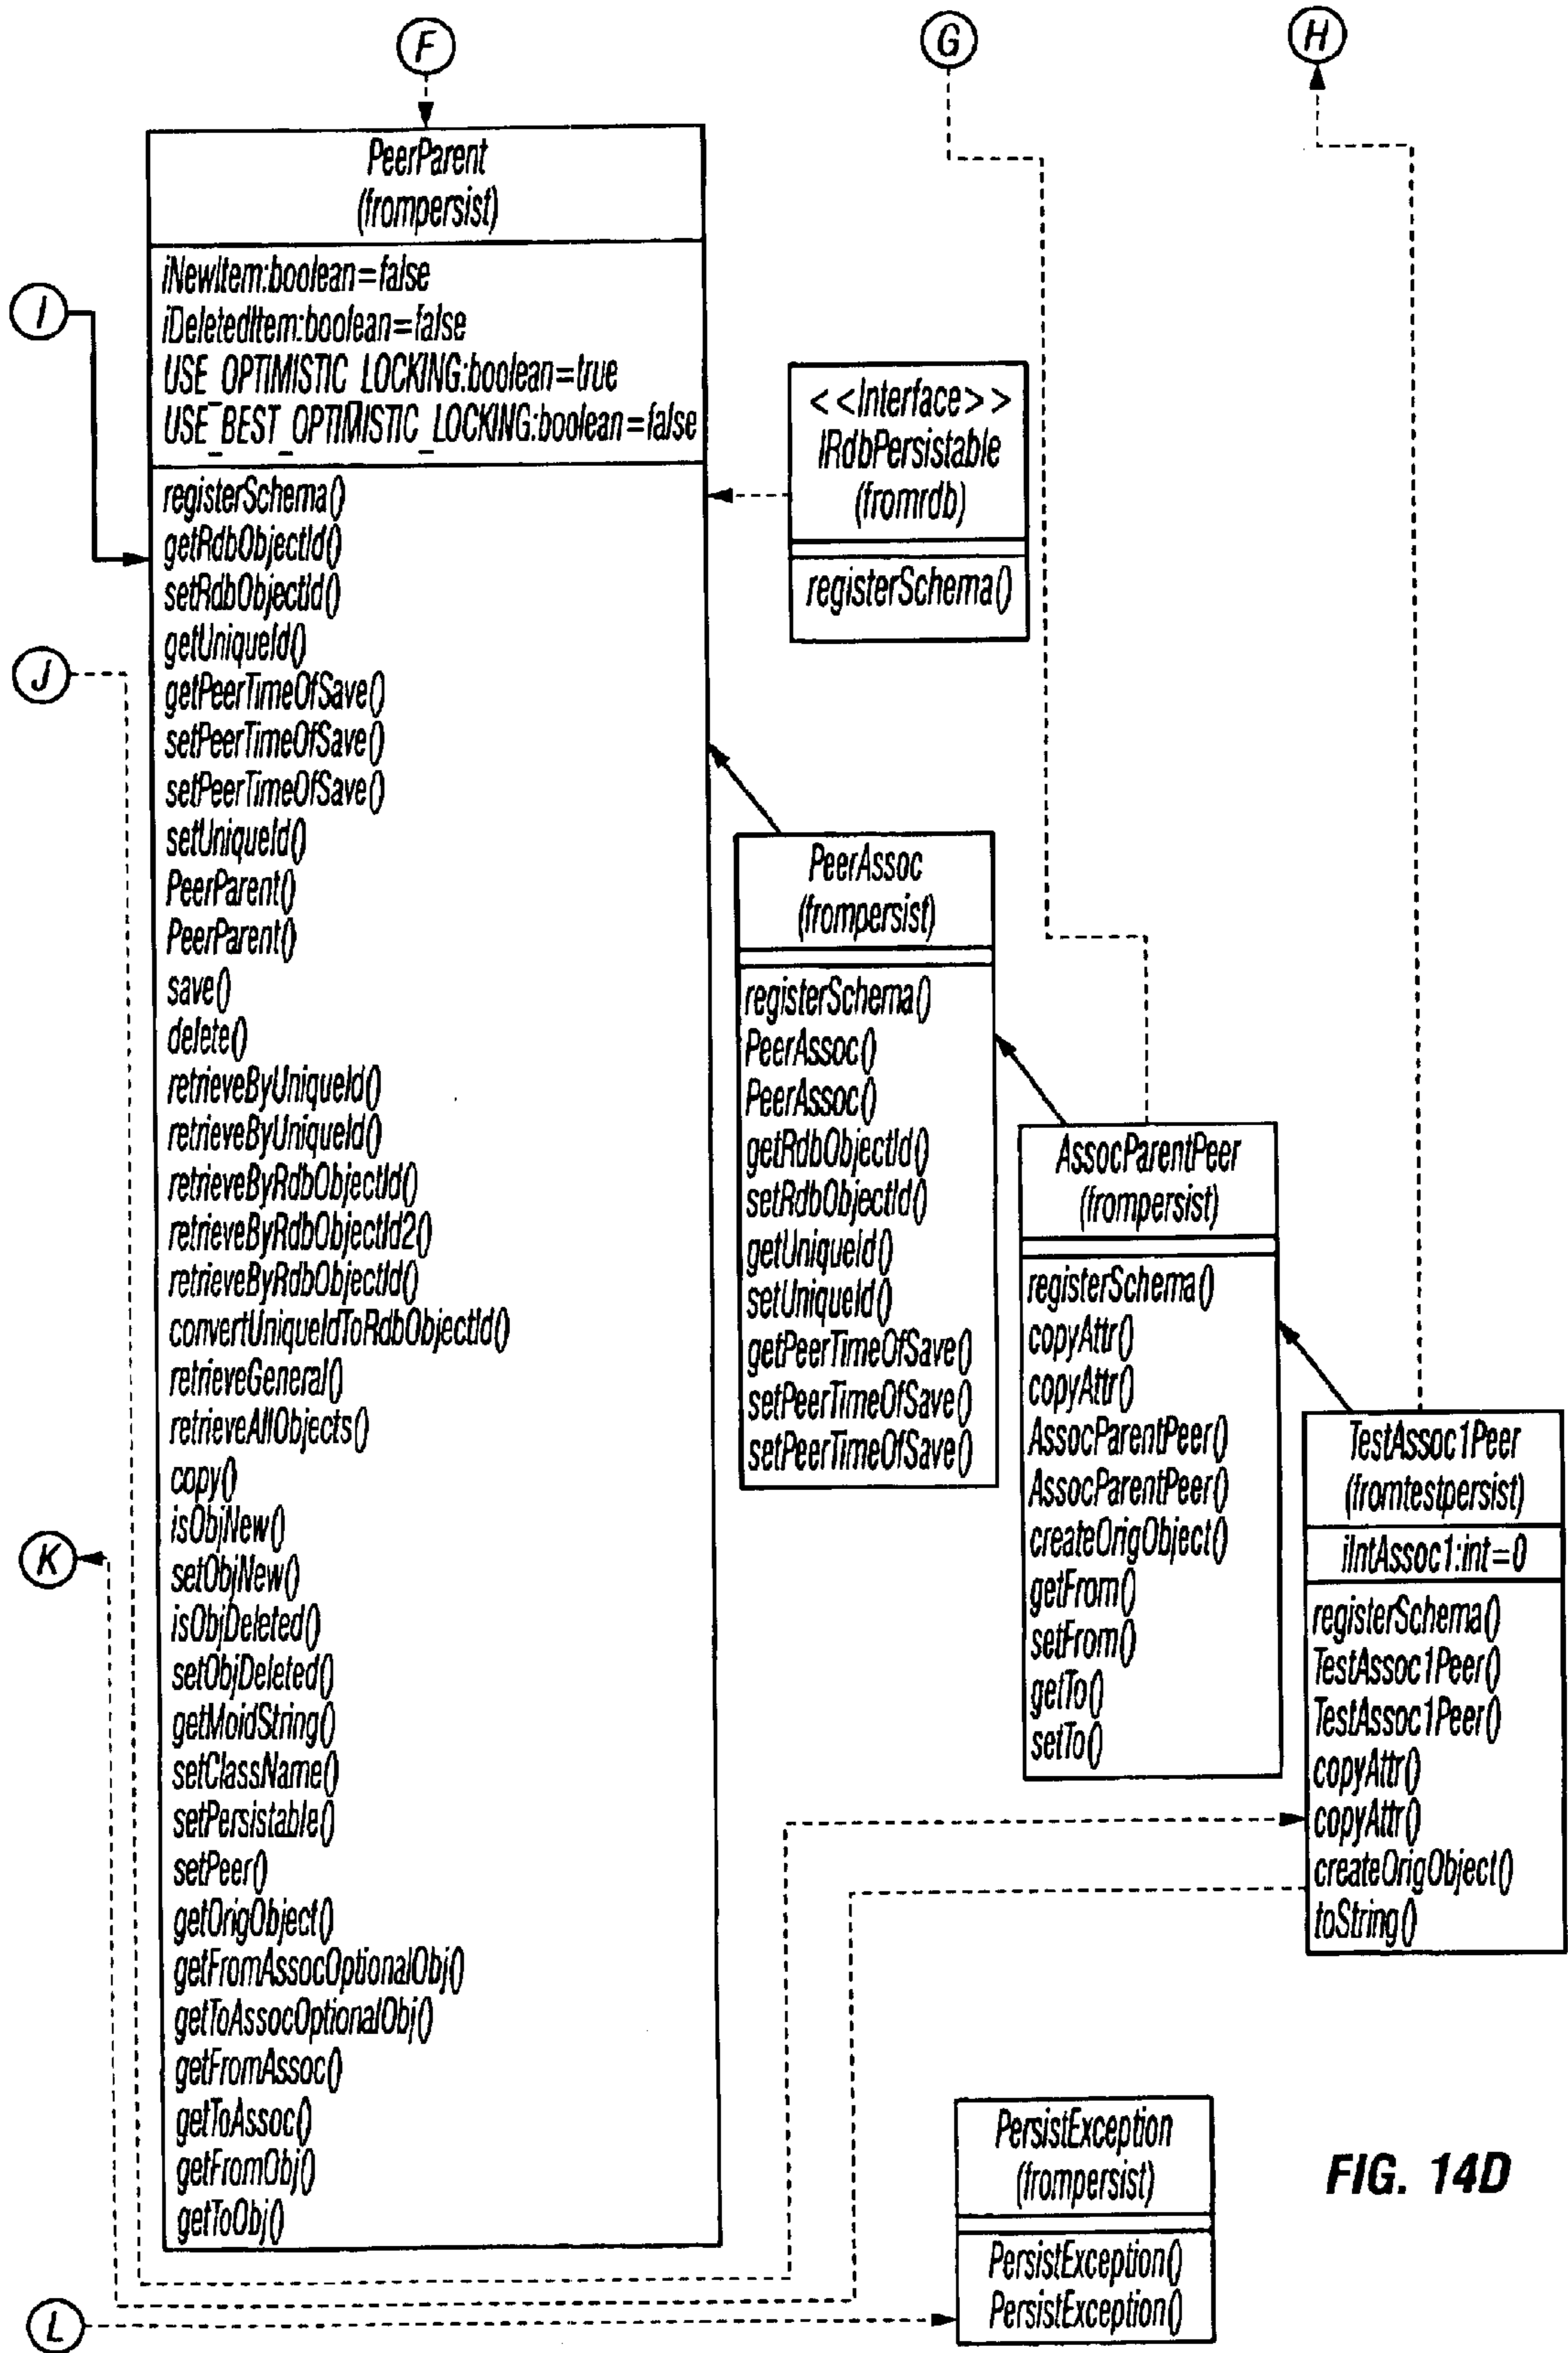 F
G
H
I
J
K
L
PeerParent
(frompersist)
iNewItem:boolean=false
iDeletedItem:boolean=false
USE_OPTIMISTIC_LOCKING:boolean=true
USE_BEST_OPTIMISTIC_LOCKING:boolean=false
registerSchema()
getRdbObjectId()
setRdbObjectId()
getUniqueId()
getPeerTimeOfSave()
setPeerTimeOfSave()
setPeerTimeOfSave()
setUniqueId()
PeerParent()
PeerParent()
save()
delete()
retrieveByUniqueId()
retrieveByUniqueId()
retrieveByRdbObjectId()
retrieveByRdbObjectId2()
retrieveByRdbObjectId()
convertUniqueIdToRdbObjectId()
retrieveGeneral()
retrieveAllObjects()
copy()
isObjNew()
setObjNew()
isObjDeleted()
setObjDeleted()
getMoidString()
setClassName()
setPersistable()
setPeer()
getOrigObject()
getFromAssocOptionalObj()
getToAssocOptionalObj()
getFromAssoc()
getToAssoc()
getFromObj()
getToObj()
<<Interface>>
IRdbPersistable
(fromrdb)
registerSchema()
PeerAssoc
(frompersist)
registerSchema()
PeerAssoc()
PeerAssoc()
getRdbObjectId()
setRdbObjectId()
getUniqueId()
setUniqueId()
getPeerTimeOfSave()
setPeerTimeOfSave()
setPeerTimeOfSave()
AssocParentPeer
(frompersist)
registerSchema()
copyAttr()
copyAttr()
AssocParentPeer()
AssocParentPeer()
createOrigObject()
getFrom()
setFrom()
getTo()
setTo()
TestAssoc1Peer
(fromtestpersist)
iIntAssoc1:int=0
registerSchema()
TestAssoc1Peer()
TestAssoc1Peer()
copyAttr()
copyAttr()
createOrigObject()
toString()
PersistException
(frompersist)
PersistException()
PersistException()
FIG. 14D